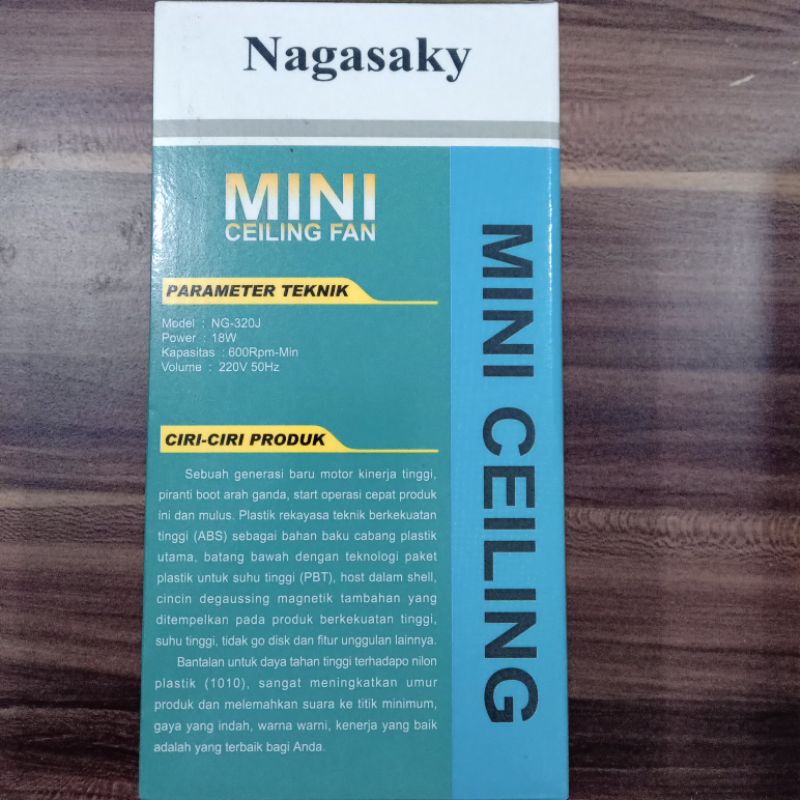 Nagasaky
MINI
CEILING FAN
PARAMETER TEKNIK
Model : NG-320J
Power : 18W
Kapasitas : 600Rpm-Min
Volume : 220V 50Hz
CIRI-CIRI PRODUK
Sebuah generasi baru motor kinerja tinggi,
piranti boot arah ganda, start operasi cepat produk
ini dan mulus. Plastik rekayasa teknik berkekuatan
tinggi (ABS) sebagai bahan baku cabang plastik
utama, batang bawah dengan teknologi paket
plastik untuk suhu tinggi (PBT), host dalam shell,
cincin degaussing magnetik tambahan yang
ditempelkan pada produk berkekuatan tinggi,
suhu tinggi, tidak go disk dan fitur unggulan lainnya.
Bantalan untuk daya tahan tinggi terhadapo nilon
plastik (1010), sangat meningkatkan umur
produk dan melemahkan suara ke titik minimum,
gaya yang indah, warna warni, kenerja yang baik
adalah yang terbaik bagi Anda.
MINI CEILING